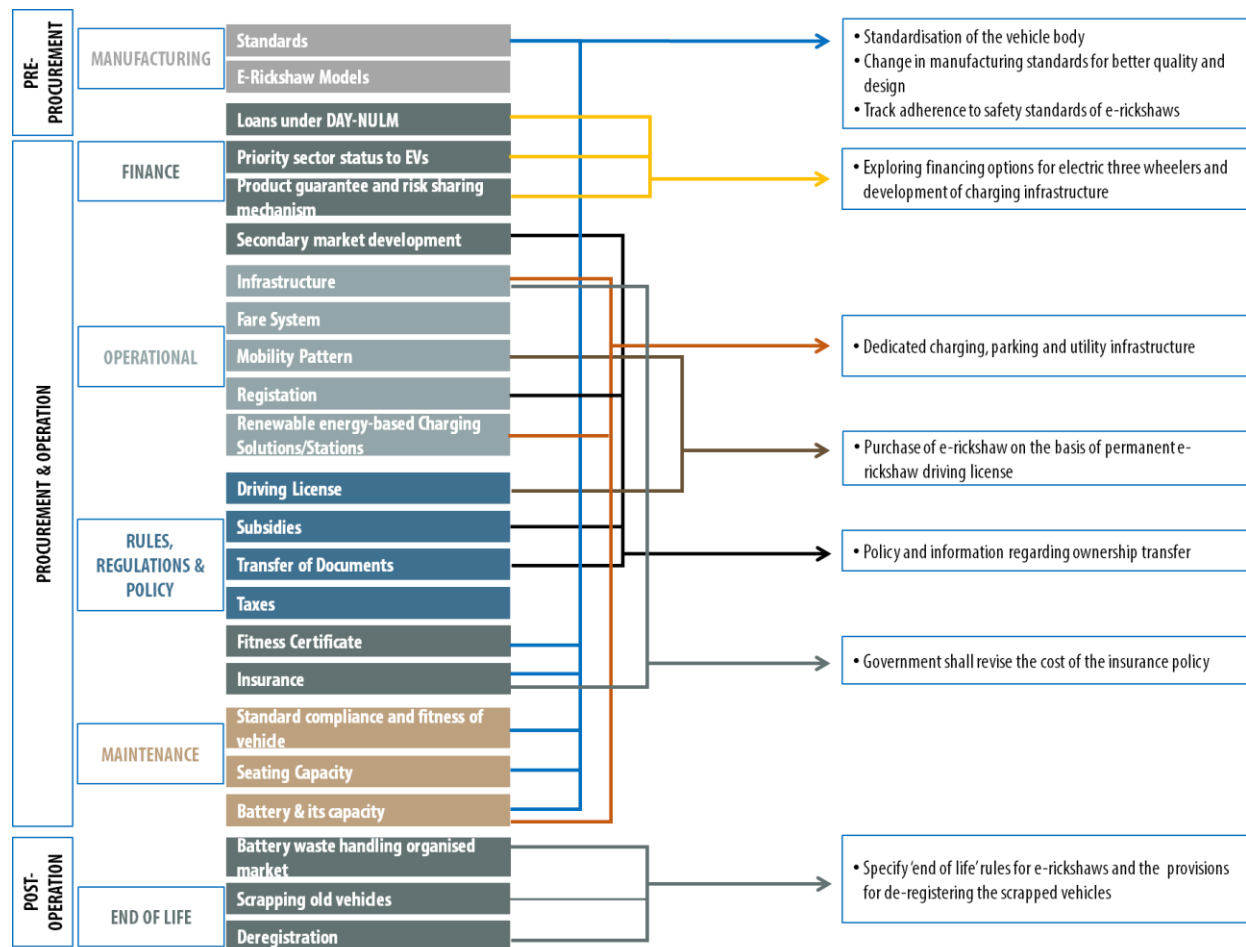 PRE-
PROCUREMENT
MANUFACTURING
Standards
E-Rickshaw Models
• Standardisation of the vehicle body
• Change in manufacturing standards for better quality and
design
• Track adherence to safety standards of e-rickshaws
PROCUREMENT & OPERATION
FINANCE
Loans under DAY-NULM
Priority sector status to EVs
Product guarantee and risk sharing
mechanism
Secondary market development
• Exploring financing options for electric three wheelers and
development of charging infrastructure
OPERATIONAL
Infrastructure
Fare System
Mobility Pattern
Registation
Renewable energy-based Charging
Solutions/Stations
• Dedicated charging, parking and utility infrastructure
• Purchase of e-rickshaw on the basis of permanent e-
rickshaw driving license
RULES,
REGULATIONS &
POLICY
Driving License
Subsidies
Transfer of Documents
Taxes
Fitness Certificate
Insurance
• Policy and information regarding ownership transfer
• Government shall revise the cost of the insurance policy
MAINTENANCE
Standard compliance and fitness of
vehicle
Seating Capacity
Battery & its capacity
POST-
OPERATION
END OF LIFE
Battery waste handling organised
market
Scrapping old vehicles
Deregistration
• Specify ‘end of life’ rules for e-rickshaws and the provisions
for de-registering the scrapped vehicles